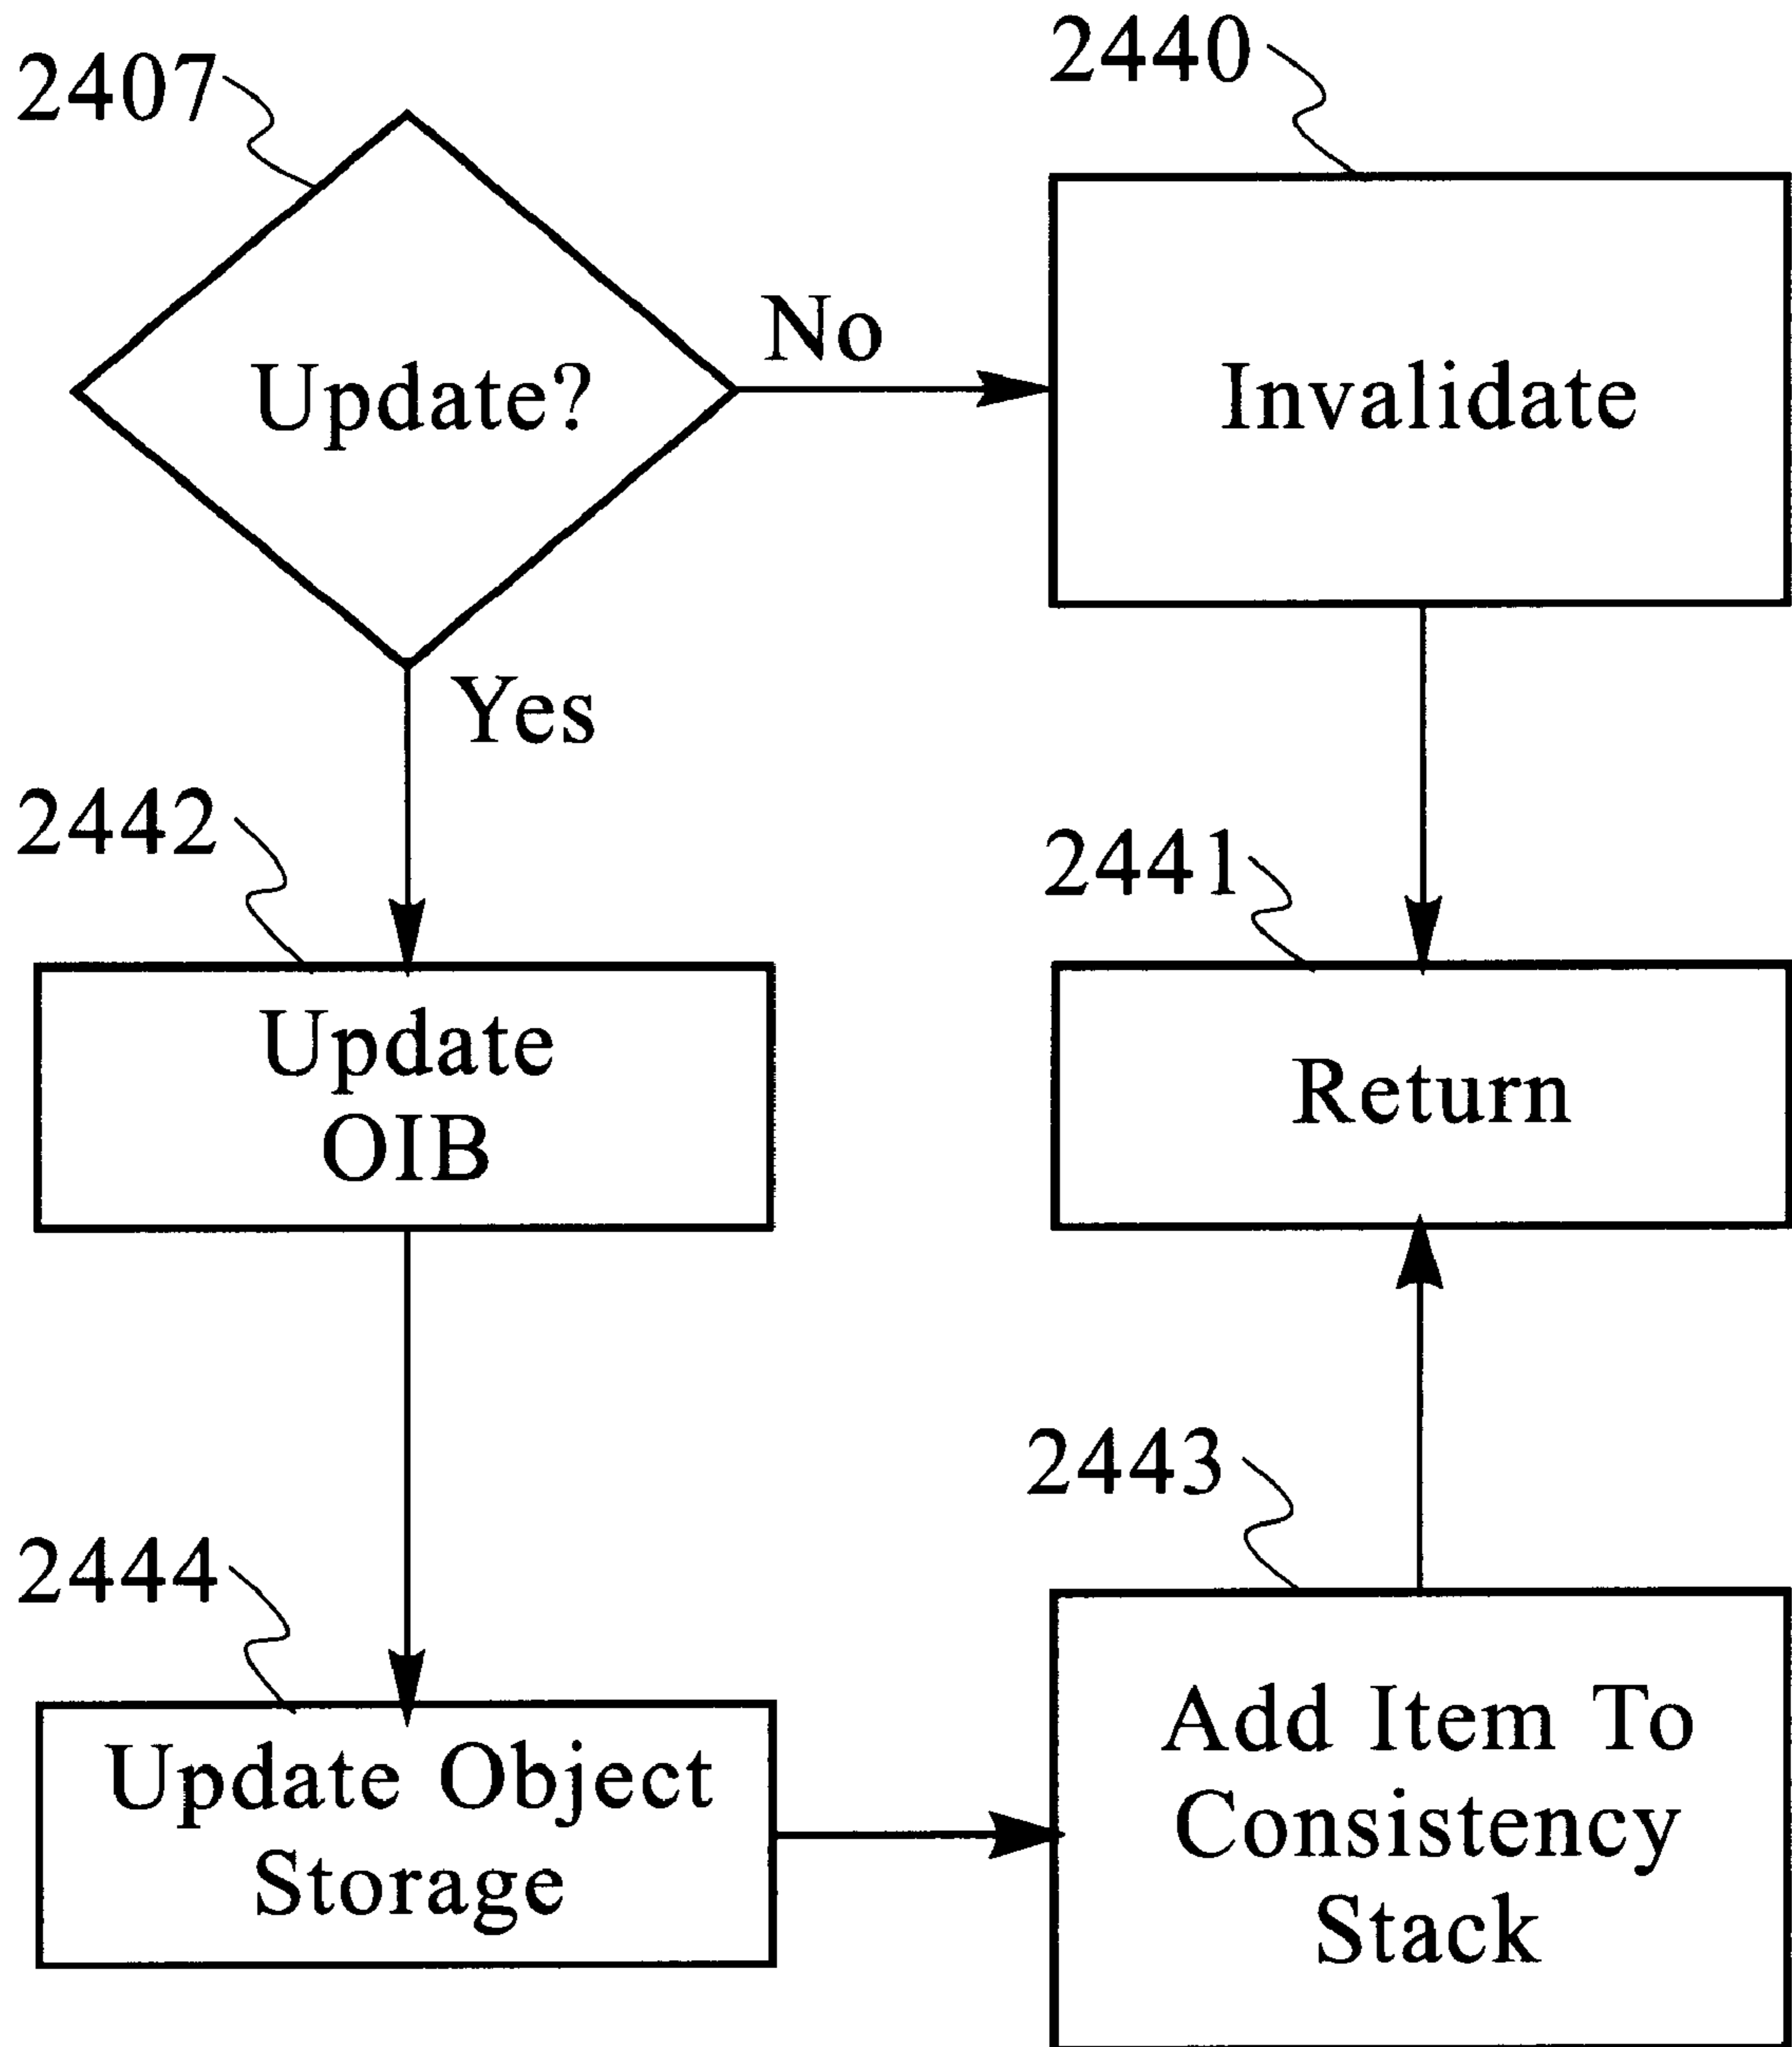 2407
2440
Update?
No
Invalidate
Yes
2442
2441
Update
OIB
Return
2443
2444
Update Object
Storage
Add Item To
Consistency
Stack